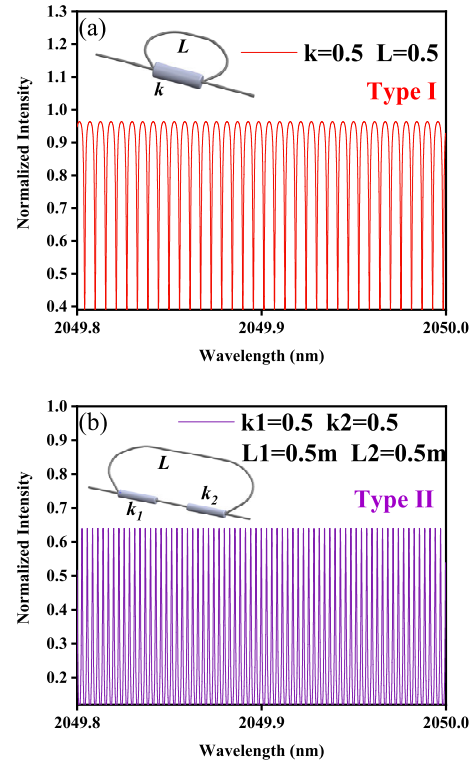 (a)
k=0.5 L=0.5
Type I
L
k
Normalized Intensity
1.3
1.2
1.1
1.0
0.9
0.8
0.7
0.6
0.5
0.4
2049.8 2049.9 2050.0
Wavelength (nm)
(b)
k1=0.5 k2=0.5
L1=0.5m L2=0.5m
Type II
L
k1
k2
Normalized Intensity
1.0
0.9
0.8
0.7
0.6
0.5
0.4
0.3
0.2
2049.8 2049.9 2050.0
Wavelength (nm)